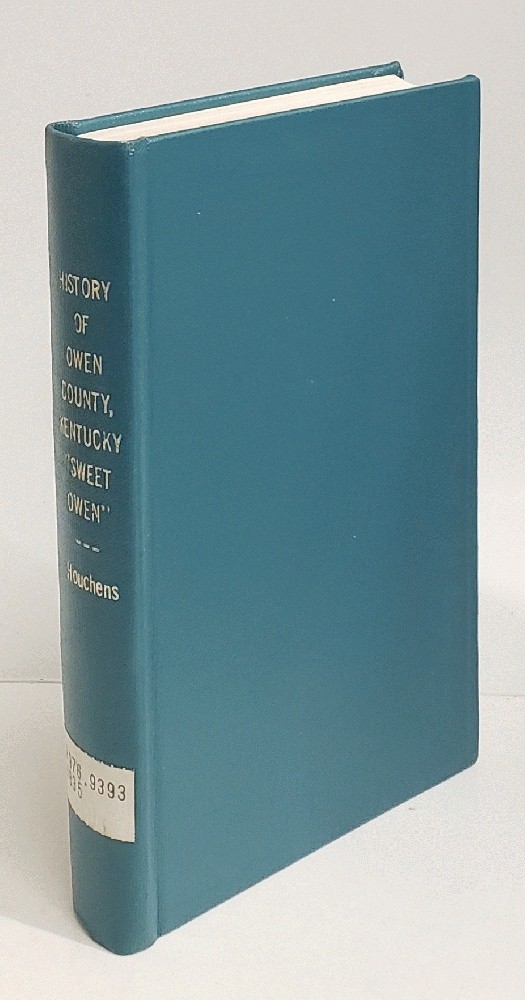 HISTORY
OF
OWEN
COUNTY,
KENTUCKY
"SWEET
OWEN"
---
Houchens
976.9393